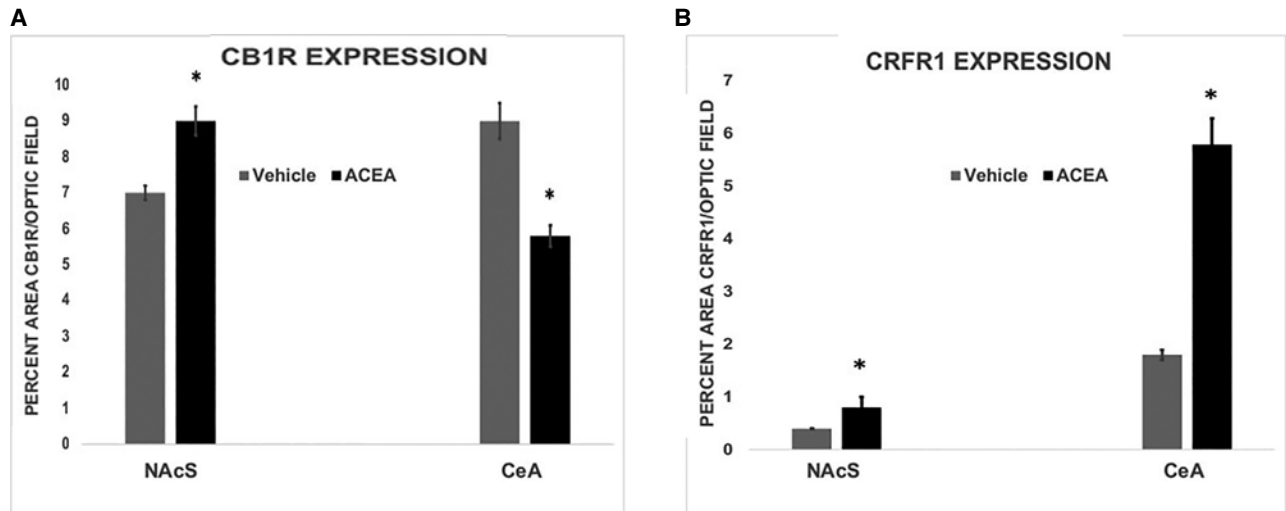 A
CB1R EXPRESSION
PERCENT AREA CB1R/OPTIC FIELD
10
9
8
7
6
5
4
3
2
1
0
*
*
Vehicle ACEA
NAcS CeA
B
CRFR1 EXPRESSION
PERCENT AREA CRFR1/OPTIC FIELD
7
6
5
4
3
2
1
0
*
*
Vehicle ACEA
NAcS CeA